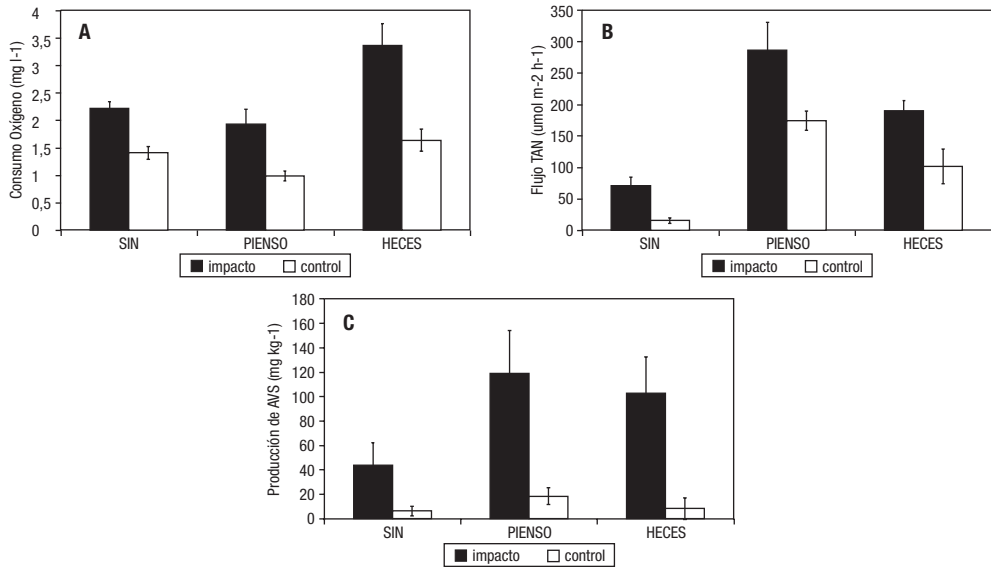 A
Consumo Oxígeno (mg l-1)
4
3,5
3
2,5
2
1,5
1
0,5
0
SIN PIENSO HECES
impacto control
B
Flujo TAN (umol m-2 h-1)
350
300
250
200
150
100
50
0
SIN PIENSO HECES
impacto control
C
Producción de AVS (mg kg-1)
180
160
140
120
100
80
60
40
20
0
SIN PIENSO HECES
impacto control